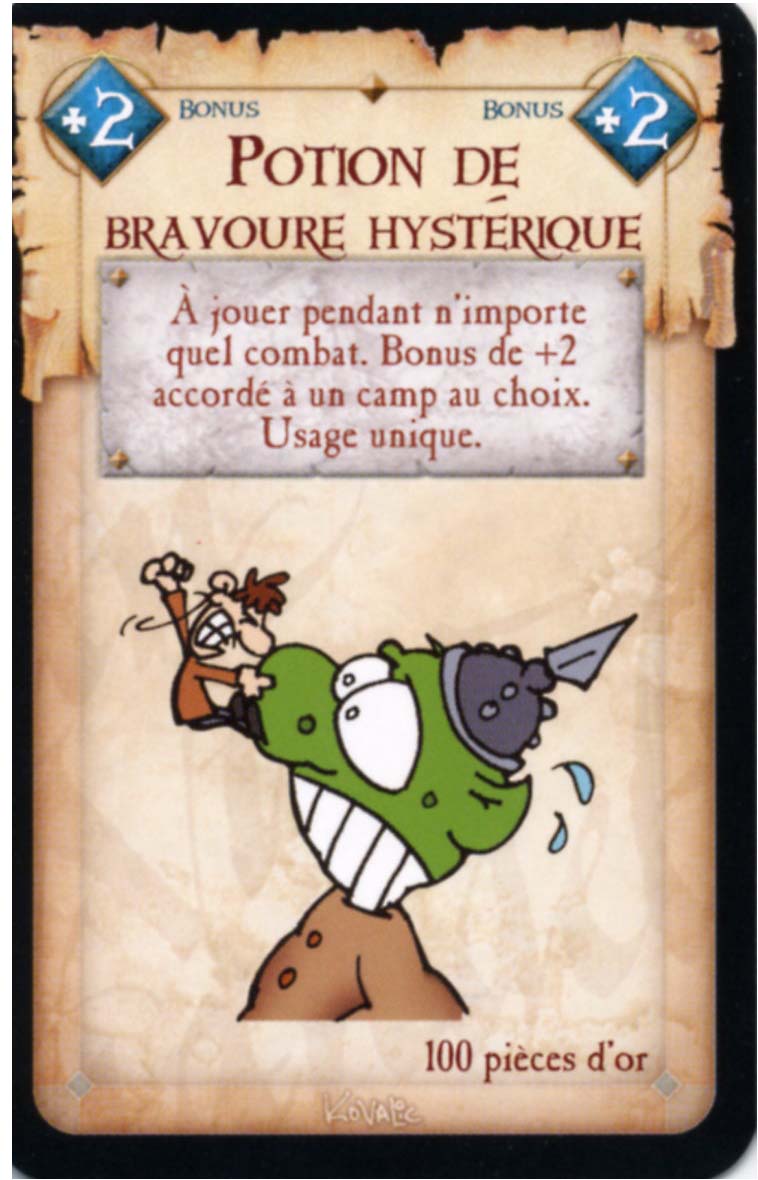 +2 BONUS BONUS +2
POTION DE
BRAVOURE HYSTÉRIQUE
À jouer pendant n'importe
quel combat. Bonus de +2
accordé à un camp au choix.
Usage unique.
100 pièces d'or
KOVALIC